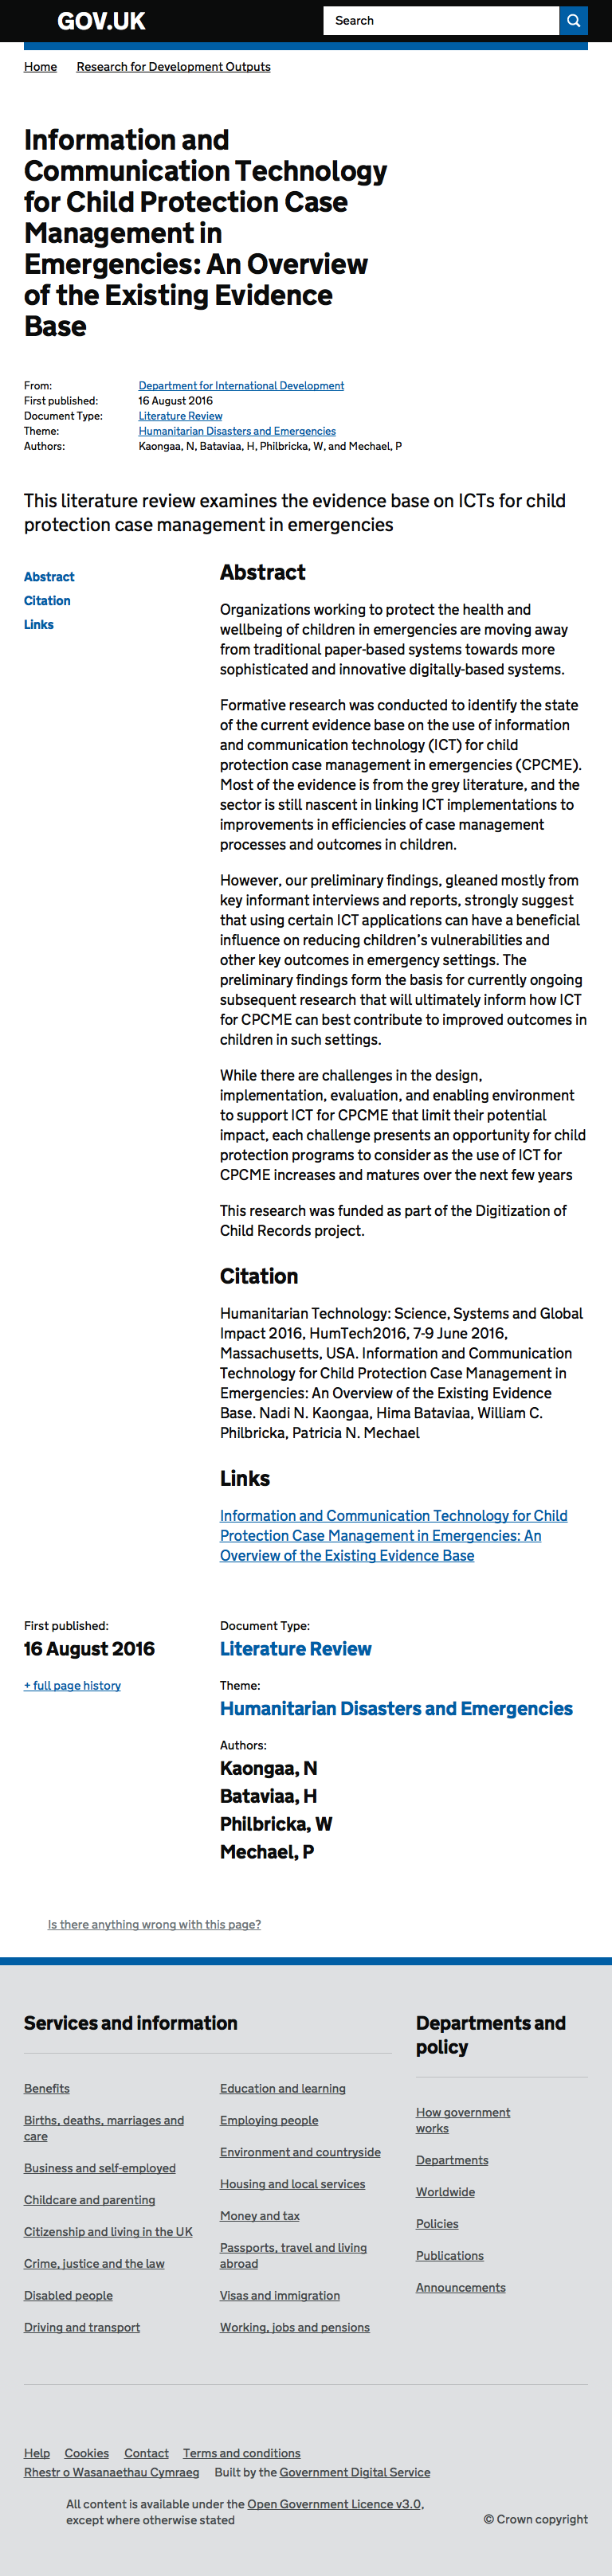 GOV.UK
Search
Home
Research for Development Outputs
Information and
Communication Technology
for Child Protection Case
Management in
Emergencies: An Overview
of the Existing Evidence
Base
From: Department for International Development
First published: 16 August 2016
Document Type: Literature Review
Theme: Humanitarian Disasters and Emergencies
Authors: Kaongaa, N, Bataviaa, H, Philbricka, W, and Mechael, P
This literature review examines the evidence base on ICTs for child
protection case management in emergencies
Abstract
Citation
Links
Abstract
Organizations working to protect the health and
wellbeing of children in emergencies are moving away
from traditional paper-based systems towards more
sophisticated and innovative digitally-based systems.
Formative research was conducted to identify the state
of the current evidence base on the use of information
and communication technology (ICT) for child
protection case management in emergencies (CPCME).
Most of the evidence is from the grey literature, and the
sector is still nascent in linking ICT implementations to
improvements in efficiencies of case management
processes and outcomes in children.
However, our preliminary findings, gleaned mostly from
key informant interviews and reports, strongly suggest
that using certain ICT applications can have a beneficial
influence on reducing children's vulnerabilities and
other key outcomes in emergency settings. The
preliminary findings form the basis for currently ongoing
subsequent research that will ultimately inform how ICT
for CPCME can best contribute to improved outcomes in
children in such settings.
While there are challenges in the design,
implementation, evaluation, and enabling environment
to support ICT for CPCME that limit their potential
impact, each challenge presents an opportunity for child
protection programs to consider as the use of ICT for
CPCME increases and matures over the next few years
This research was funded as part of the Digitization of
Child Records project.
Citation
Humanitarian Technology: Science, Systems and Global
Impact 2016, HumTech2016, 7-9 June 2016,
Massachusetts, USA. Information and Communication
Technology for Child Protection Case Management in
Emergencies: An Overview of the Existing Evidence
Base. Nadi N. Kaongaa, Hima Bataviaa, William C.
Philbricka, Patricia N. Mechael
Links
Information and Communication Technology for Child
Protection Case Management in Emergencies: An
Overview of the Existing Evidence Base
First published:
16 August 2016
+ full page history
Document Type:
Literature Review
Theme:
Humanitarian Disasters and Emergencies
Authors:
Kaongaa, N
Bataviaa, H
Philbricka, W
Mechael, P
Is there anything wrong with this page?
Services and information
Benefits
Births, deaths, marriages and
care
Business and self-employed
Childcare and parenting
Citizenship and living in the UK
Crime, justice and the law
Disabled people
Driving and transport
Education and learning
Employing people
Environment and countryside
Housing and local services
Money and tax
Passports, travel and living
abroad
Visas and immigration
Working, jobs and pensions
Departments and
policy
How government
works
Departments
Worldwide
Policies
Publications
Announcements
Help Cookies Contact Terms and conditions
Rhestr o Wasanaethau Cymraeg Built by the Government Digital Service
All content is available under the Open Government Licence v3.0,
except where otherwise stated
© Crown copyright